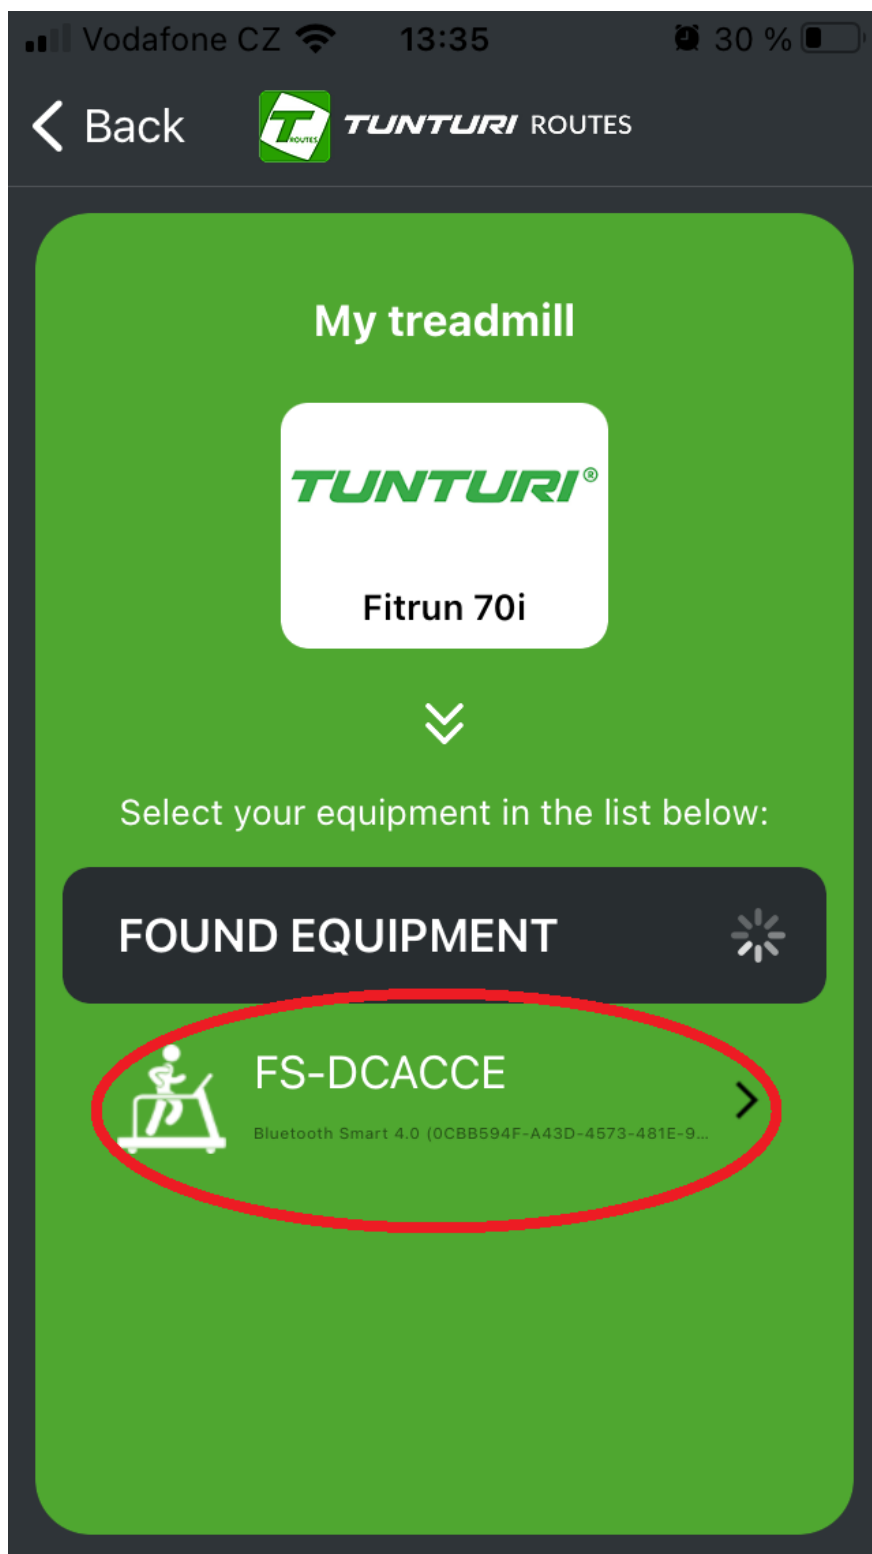 Vodafone CZ 13:35 30 %
Back TUNTURI ROUTES
My treadmill
TUNTURI®
Fitrun 70i
Select your equipment in the list below:
FOUND EQUIPMENT
FS-DCACCE
Bluetooth Smart 4.0 (0CBB594F-A43D-4573-481E-9...